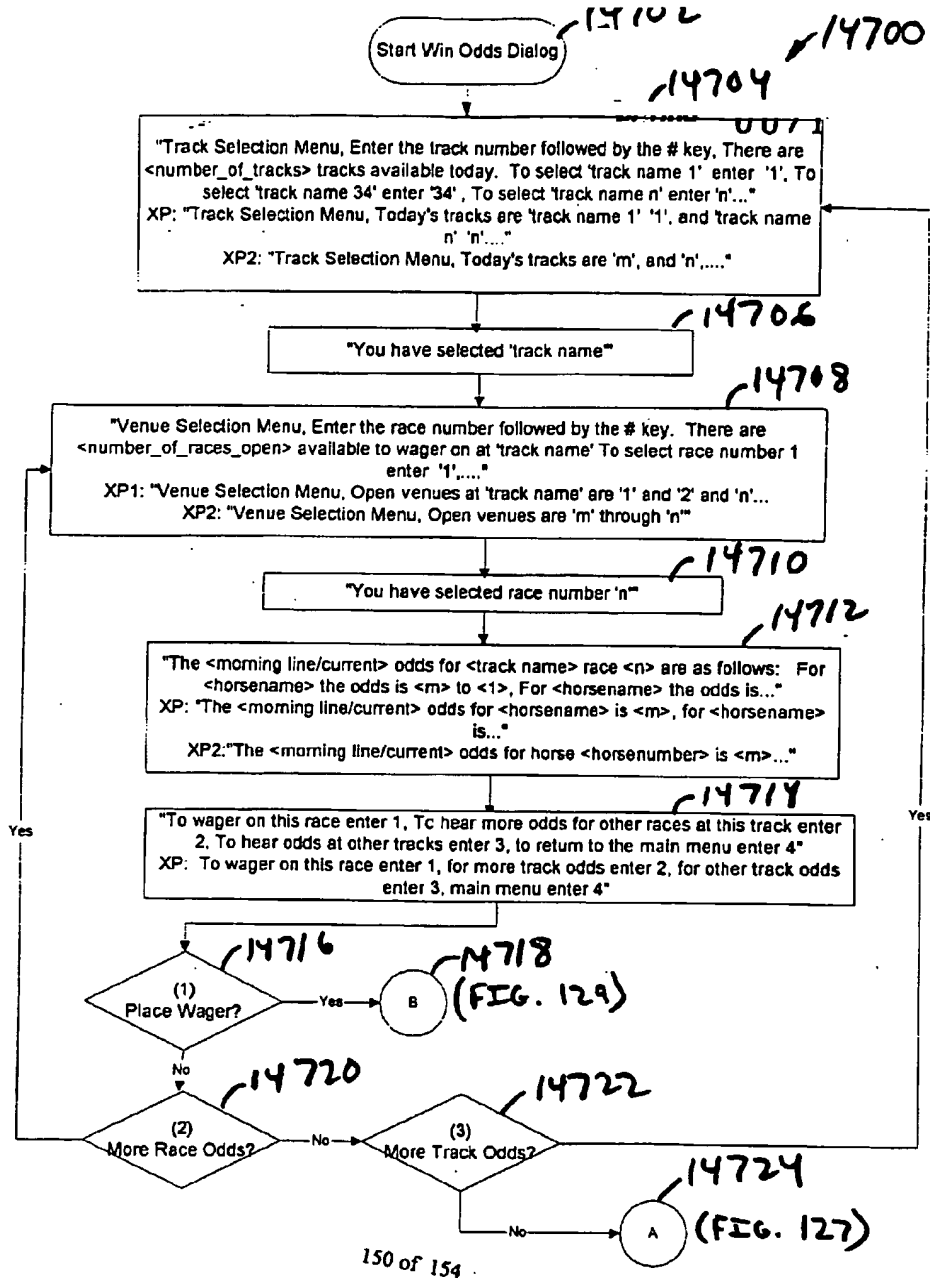 14702
Start Win Odds Dialog
14700
14704
"Track Selection Menu, Enter the track number followed by the # key, There are
<number_of_tracks> tracks available today. To select 'track name 1' enter '1', To
select 'track name 34' enter '34' , To select 'track name n' enter 'n'..."
XP: "Track Selection Menu, Today's tracks are 'track name 1' '1', and 'track name
n' 'n'...."
XP2: "Track Selection Menu, Today's tracks are 'm', and 'n',...."
14706
"You have selected 'track name'"
14708
"Venue Selection Menu, Enter the race number followed by the # key. There are
<number_of_races_open> available to wager on at 'track name' To select race number 1
enter '1',...."
XP1: "Venue Selection Menu, Open venues at 'track name' are '1' and '2' and 'n'...
XP2: "Venue Selection Menu, Open venues are 'm' through 'n'"
14710
"You have selected race number 'n'"
14712
"The <morning line/current> odds for <track name> race <n> are as follows: For
<horsename> the odds is <m> to <1>, For <horsename> the odds is..."
XP: "The <morning line/current> odds for <horsename> is <m>, for <horsename>
is..."
XP2:"The <morning line/current> odds for horse <horsenumber> is <m>..."
14714
"To wager on this race enter 1, To hear more odds for other races at this track enter
2, To hear odds at other tracks enter 3, to return to the main menu enter 4"
XP: To wager on this race enter 1, for more track odds enter 2, for other track odds
enter 3, main menu enter 4"
Yes
Yes
14716
(1)
Place Wager?
Yes
14718
B
(FIG. 129)
No
14720
(2)
More Race Odds?
No
14722
(3)
More Track Odds?
No
14724
A
(FIG. 127)
150 of 154